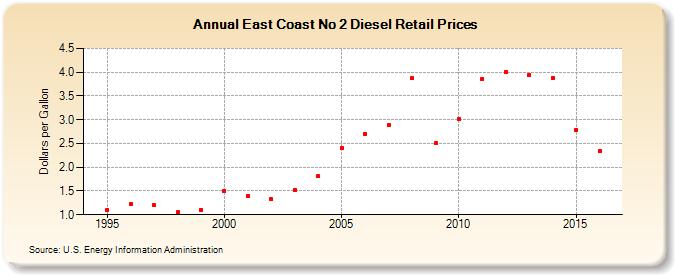 Annual East Coast No 2 Diesel Retail Prices
Dollars per Gallon
4.5
4.0
3.5
3.0
2.5
2.0
1.5
1.0
1995 2000 2005 2010 2015
Source: U.S. Energy Information Administration